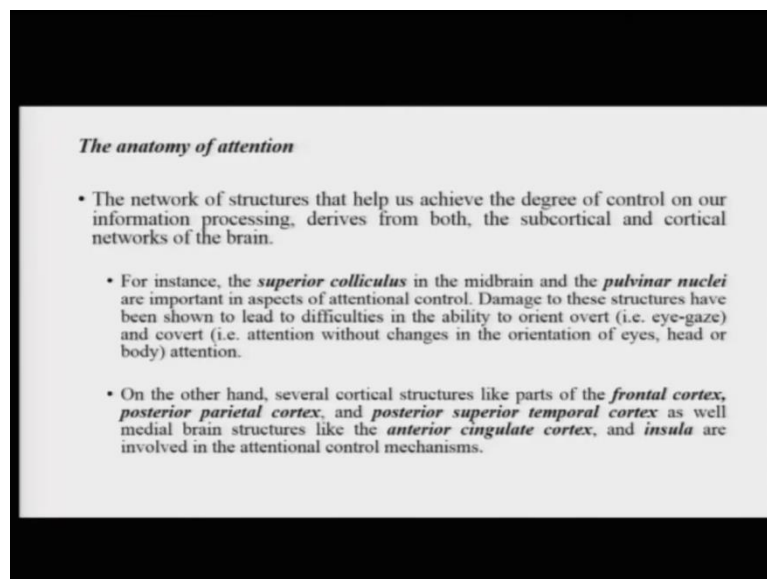 The anatomy of attention
• The network of structures that help us achieve the degree of control on our
information processing, derives from both, the subcortical and cortical
networks of the brain.
• For instance, the superior colliculus in the midbrain and the pulvinar nuclei
are important in aspects of attentional control. Damage to these structures have
been shown to lead to difficulties in the ability to orient overt (i.e. eye-gaze)
and covert (i.e. attention without changes in the orientation of eyes, head or
body) attention.
• On the other hand, several cortical structures like parts of the frontal cortex,
posterior parietal cortex, and posterior superior temporal cortex as well
medial brain structures like the anterior cingulate cortex, and insula are
involved in the attentional control mechanisms.